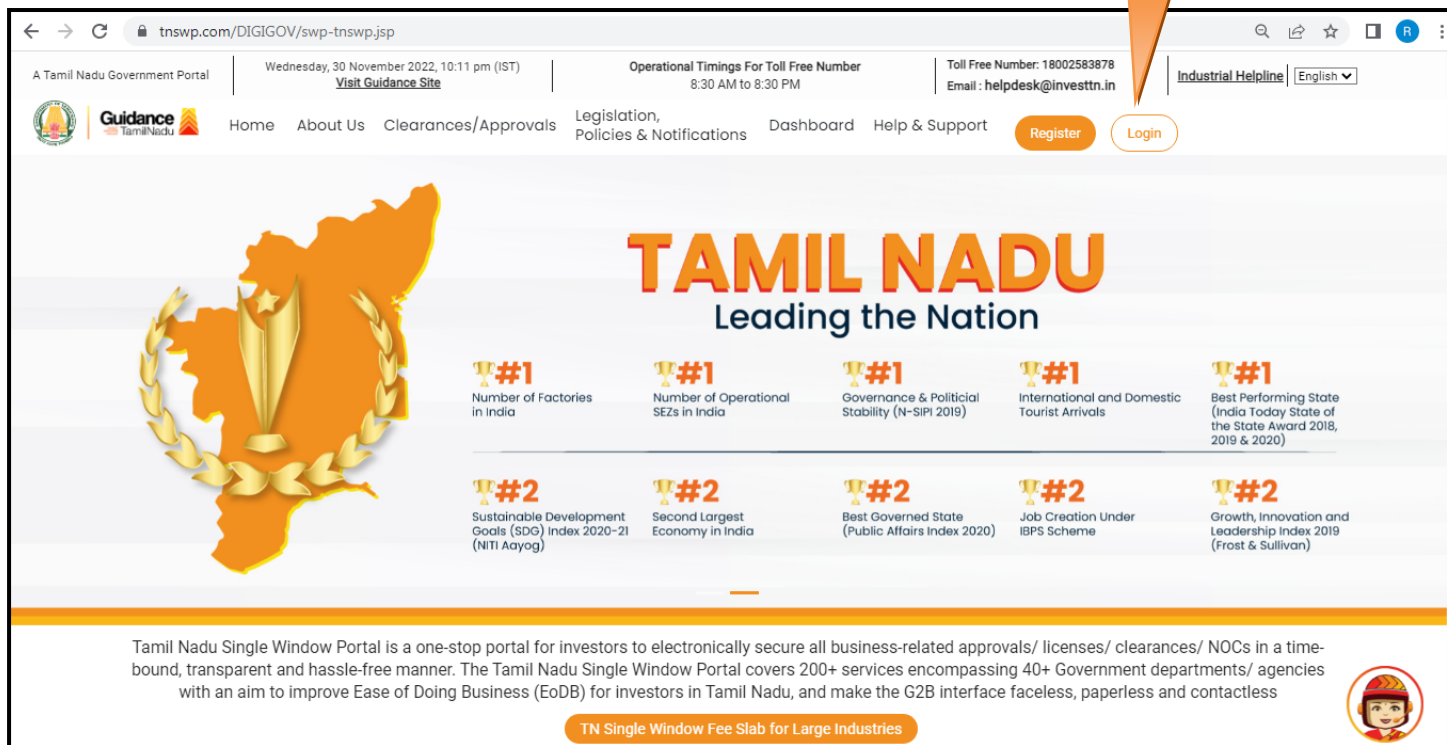 tnswp.com/DIGIGOV/swp-tnswp.jsp
R
A Tamil Nadu Government Portal
Wednesday, 30 November 2022, 10:11 pm (IST)
Visit Guidance Site
Operational Timings For Toll Free Number
8:30 AM to 8:30 PM
Toll Free Number: 18002583878
Email : helpdesk@investtn.in
Industrial Helpline
English
Guidance
TamilNadu
Home About Us Clearances/Approvals
Legislation,
Policies & Notifications
Dashboard Help & Support
Register
Login
TAMIL NADU
Leading the Nation
#1
Number of Factories
in India
#1
Number of Operational
SEZs in India
#1
Governance & Politicial
Stability (N-SIPI 2019)
#1
International and Domestic
Tourist Arrivals
#1
Best Performing State
(India Today State of
the State Award 2018,
2019 & 2020)
#2
Sustainable Development
Goals (SDG) Index 2020-21
(NITI Aayog)
#2
Second Largest
Economy in India
#2
Best Governed State
(Public Affairs Index 2020)
#2
Job Creation Under
IBPS Scheme
#2
Growth, Innovation and
Leadership Index 2019
(Frost & Sullivan)
Tamil Nadu Single Window Portal is a one-stop portal for investors to electronically secure all business-related approvals/ licenses/ clearances/ NOCs in a time-
bound, transparent and hassle-free manner. The Tamil Nadu Single Window Portal covers 200+ services encompassing 40+ Government departments/ agencies
with an aim to improve Ease of Doing Business (EoDB) for investors in Tamil Nadu, and make the G2B interface faceless, paperless and contactless
TN Single Window Fee Slab for Large Industries